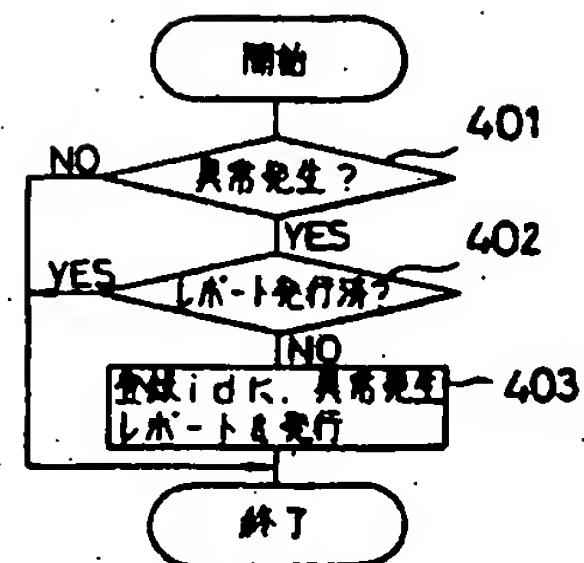 開始
401
NO
異常発生?
YES
402
YES
レポート発行済?
NO
登録idに、異常発生
レポートを発行
403
終了